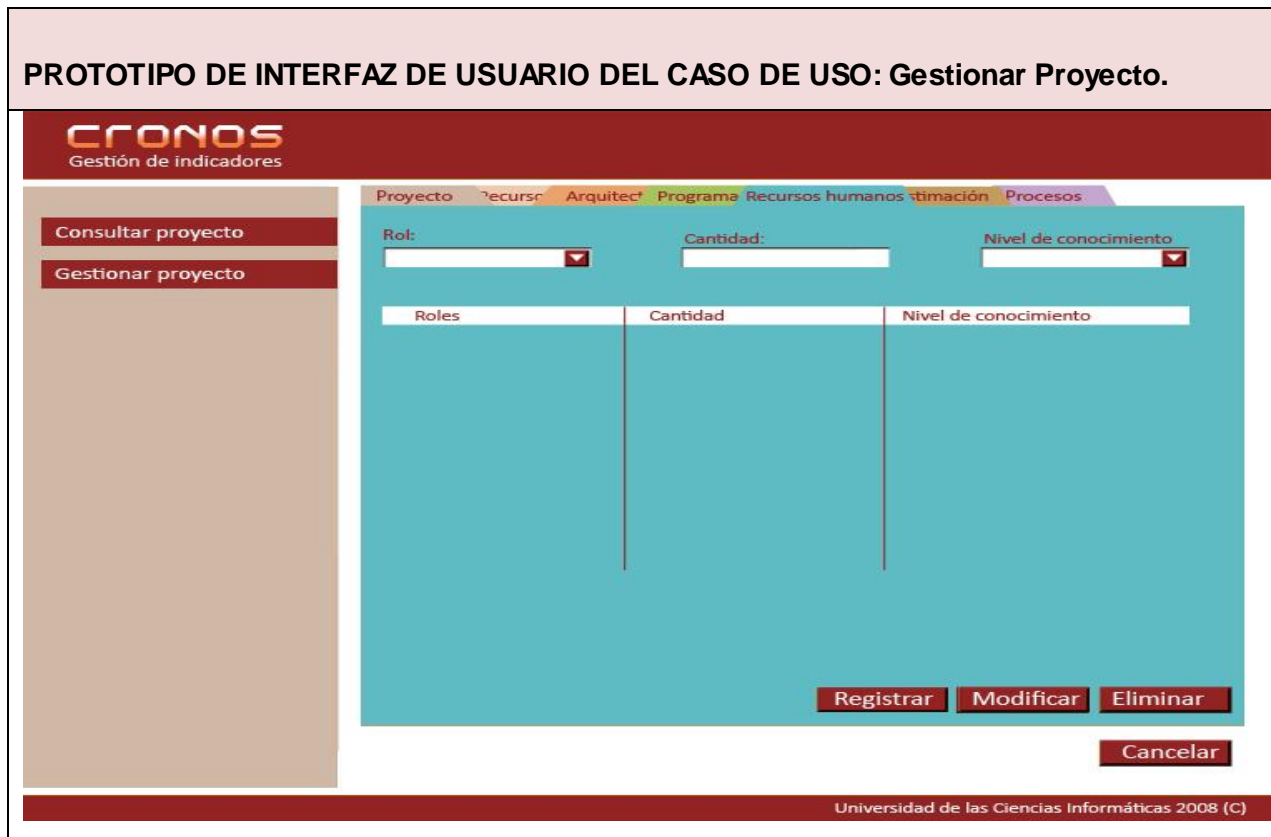 PROTOTIPO DE INTERFAZ DE USUARIO DEL CASO DE USO: Gestionar Proyecto.
cronos
Gestión de indicadores
Consultar proyecto
Gestionar proyecto
Proyecto Recurso Arquitect Programa Recursos humanos stimación Procesos
Rol: Cantidad: Nivel de conocimiento
Roles Cantidad Nivel de conocimiento
Registrar Modificar Eliminar
Cancelar
Universidad de las Ciencias Informáticas 2008 (C)